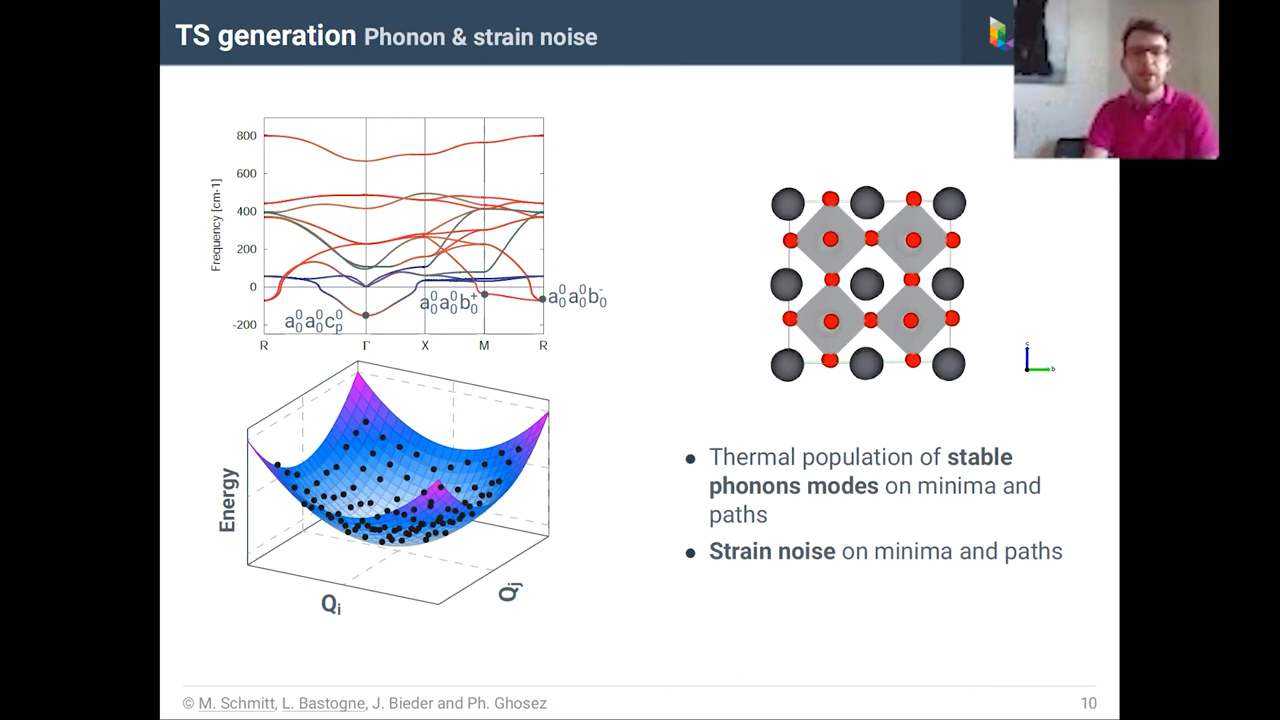 TS generation Phonon & strain noise
Frequency [cm-1]
800
600
400
200
0
-200
R Γ X M R
a⁰₀a⁰₀c⁰ₚ
a⁰₀a⁰₀b⁺₀
a⁰₀a⁰₀b⁻₀
Energy
Qᵢ
Qⱼ
c
b
● Thermal population of stable
phonons modes on minima and
paths
● Strain noise on minima and paths
© M. Schmitt, L. Bastogne, J. Bieder and Ph. Ghosez
10